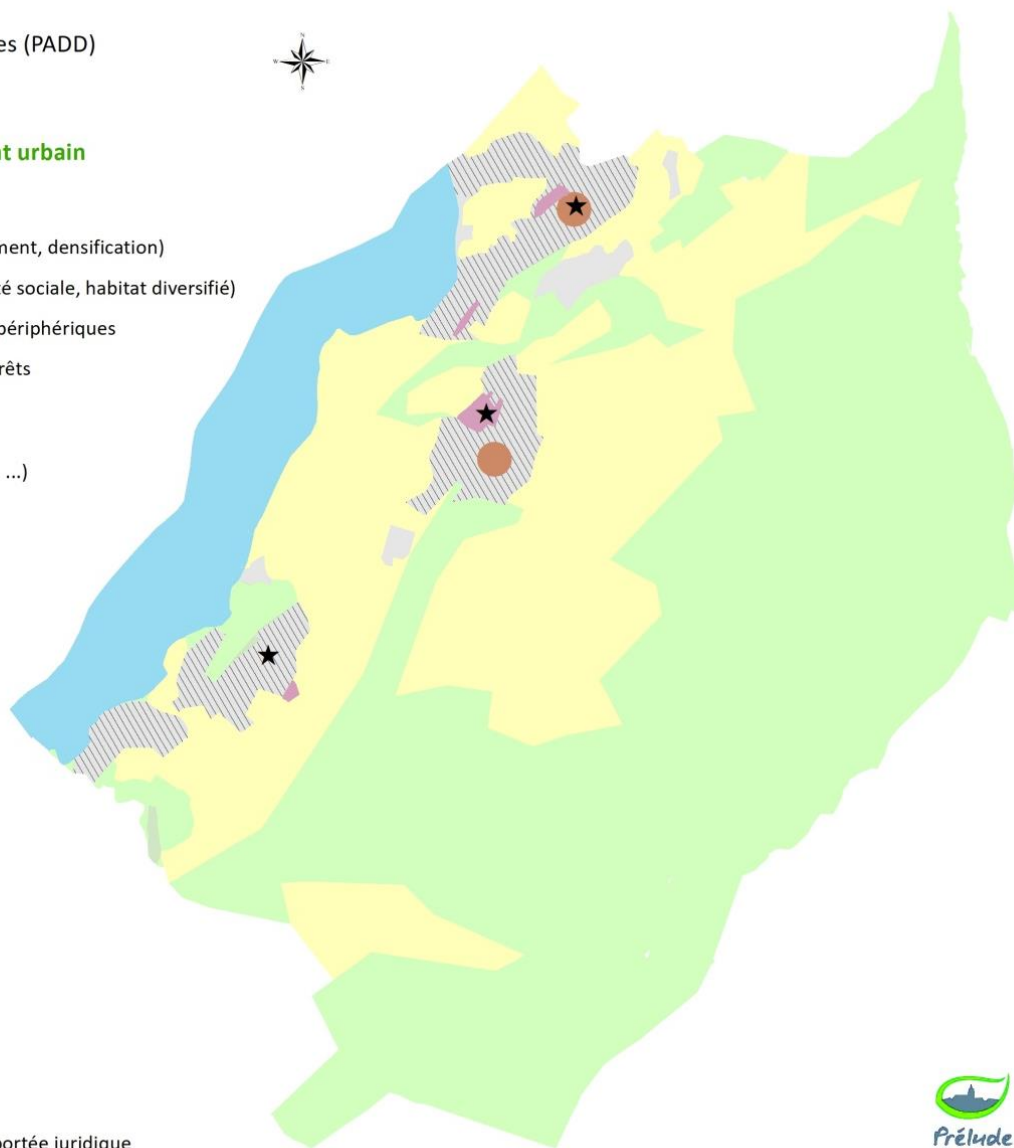 es (PADD)
t urbain
ment, densification)
é sociale, habitat diversifié)
périphériques
rêts
...)
portée juridique
Prélude